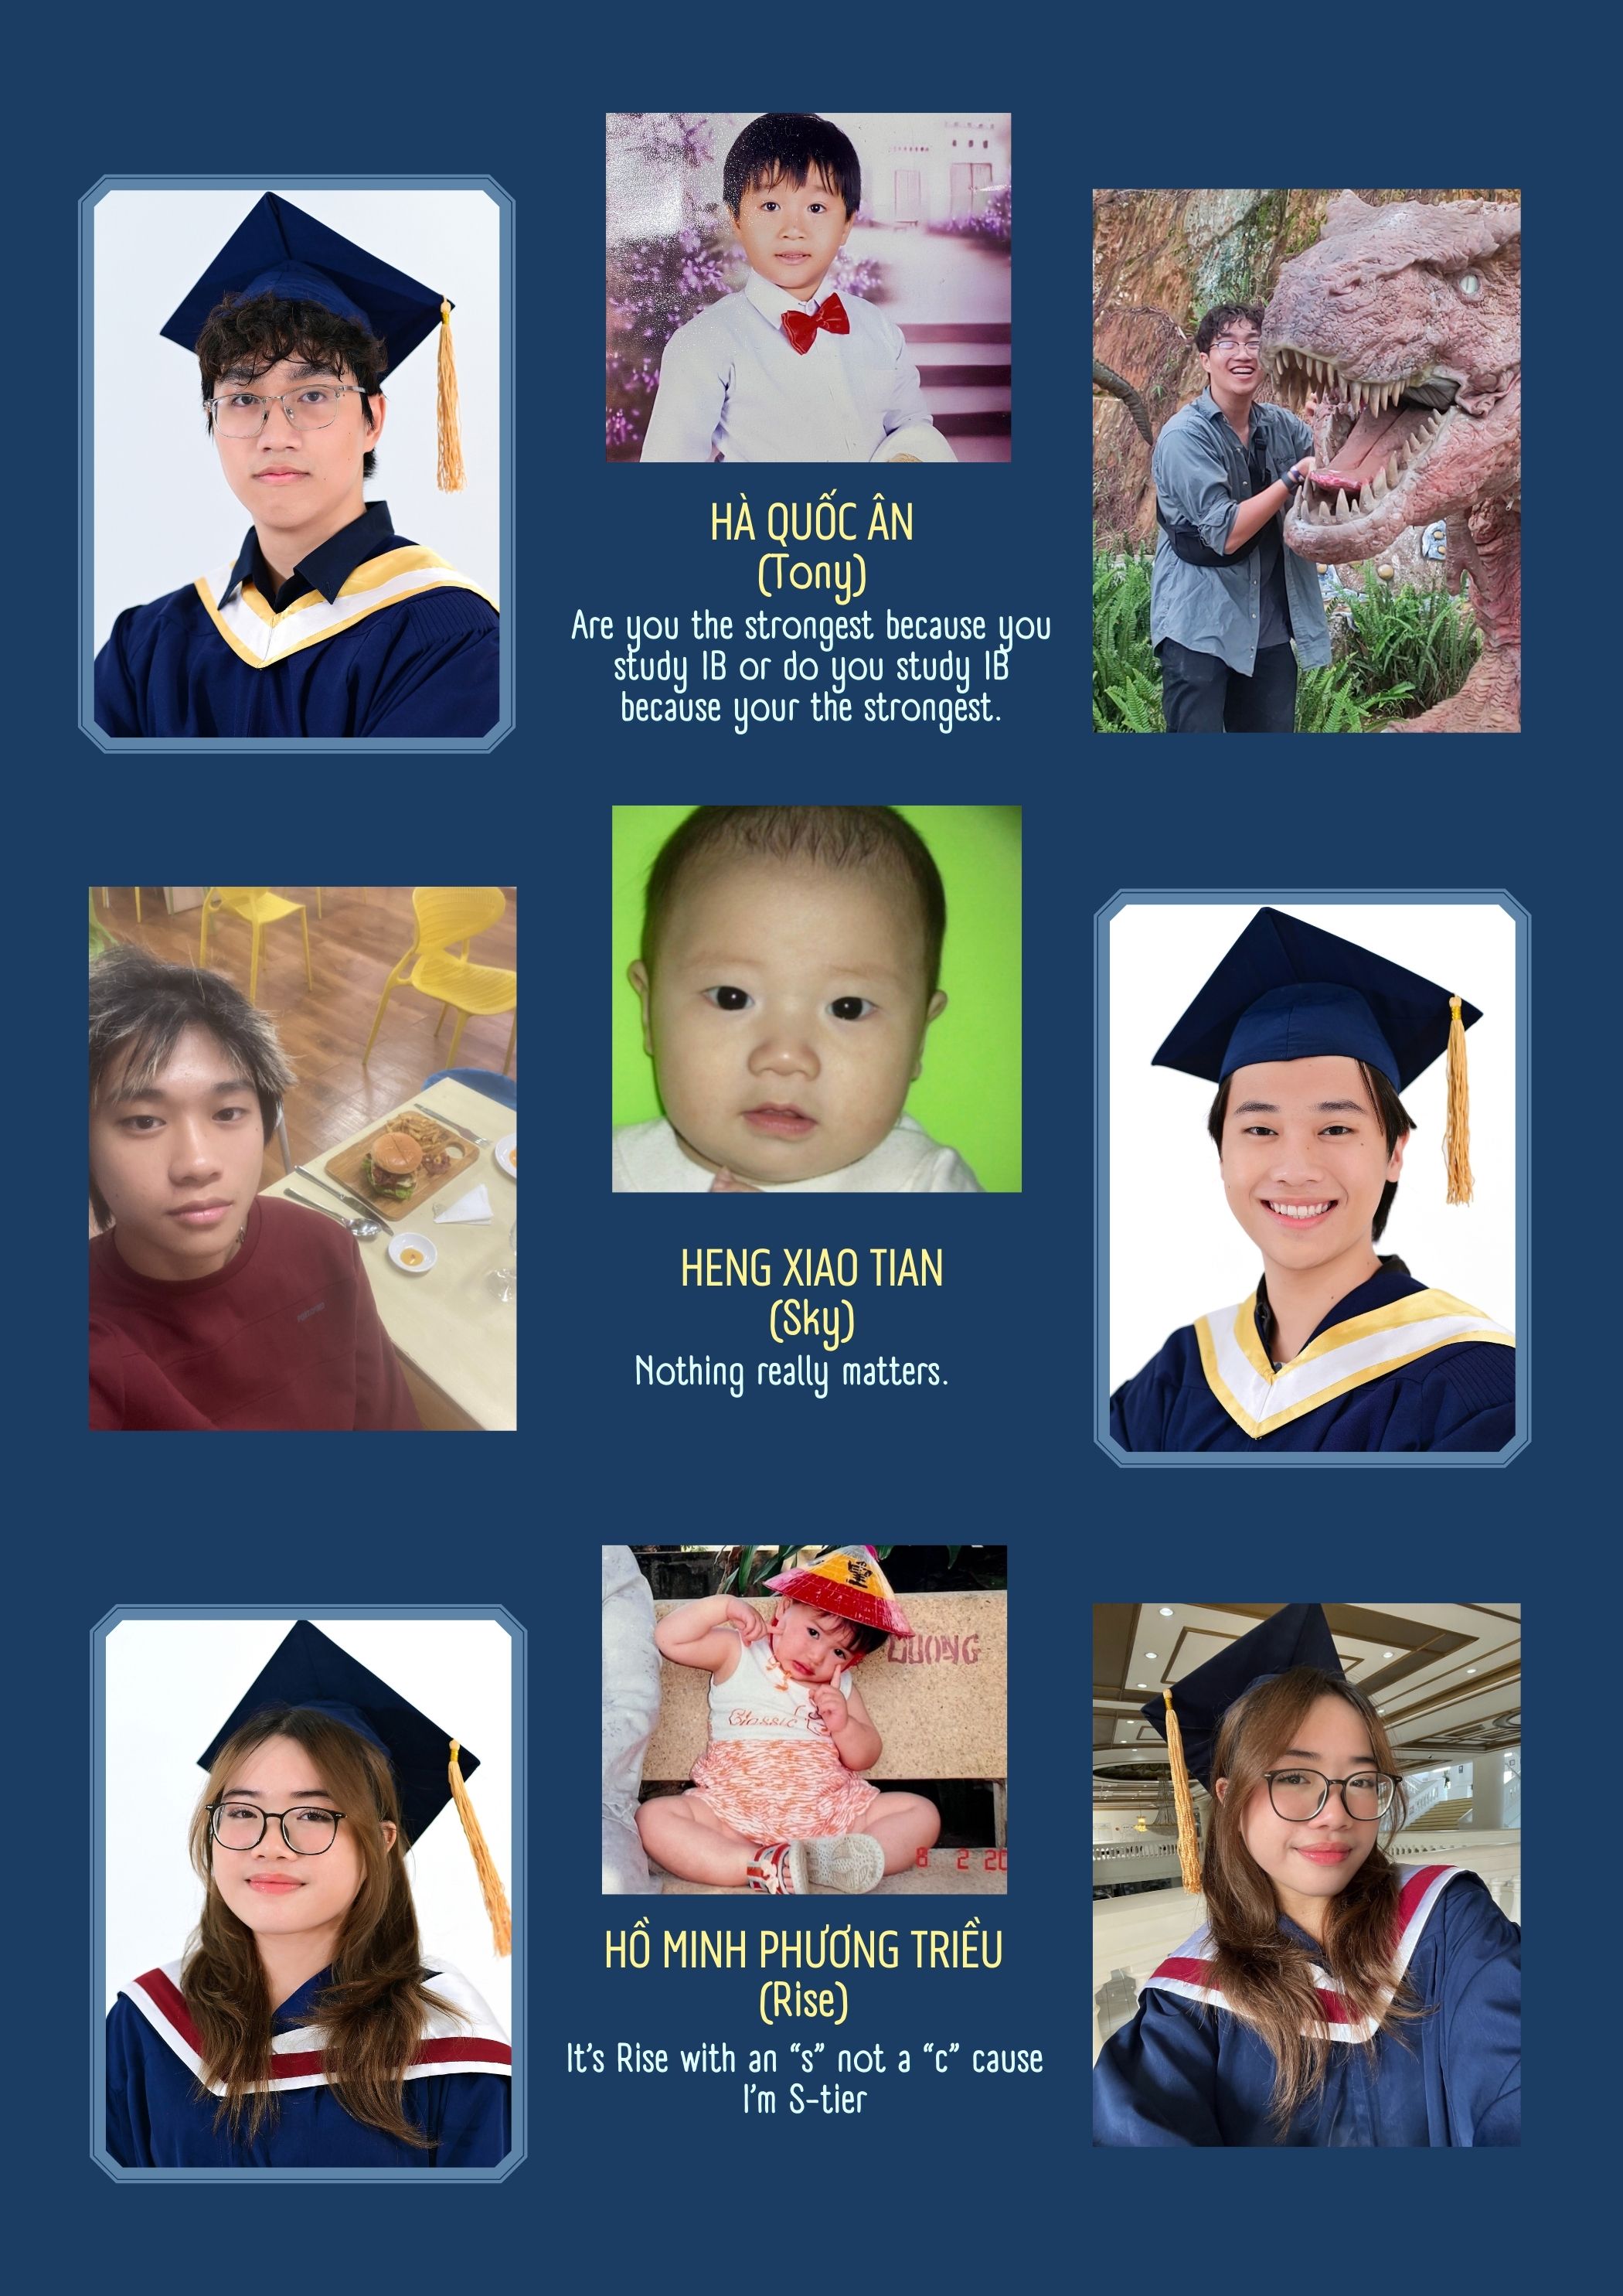 HÀ QUỐC ÂN
(Tony)
Are you the strongest because you
study IB or do you study IB
because your the strongest.
HENG XIAO TIAN
(Sky)
Nothing really matters.
聖
DUONG
Classic
8 2 20
HỒ MINH PHƯƠNG TRIỀU
(Rise)
It's Rise with an “s” not a “c” cause
I'm S-tier